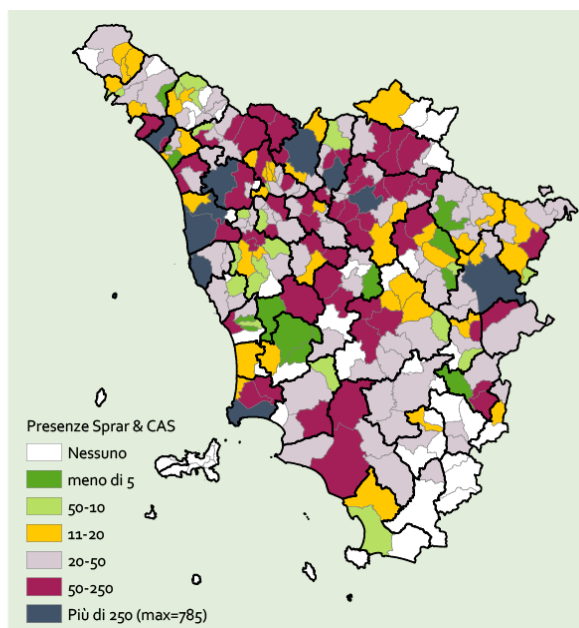 Presenze Sprar & CAS
Nessuno
meno di 5
50-10
11-20
20-50
50-250
Più di 250 (max=785)